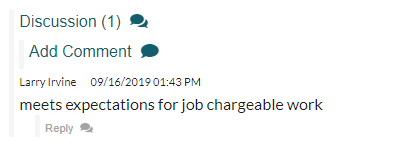 Discussion (1)
Add Comment
Larry Irvine 09/16/2019 01:43 PM
meets expectations for job chargeable work
Reply